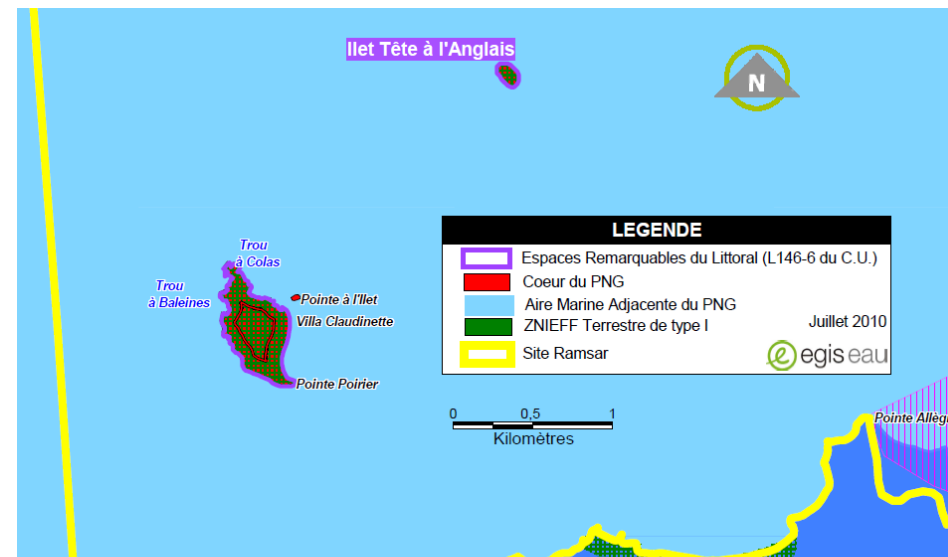 Ilet Tête à l'Anglais
N
LEGENDE
Espaces Remarquables du Littoral (L146-6 du C.U.)
Coeur du PNG
Aire Marine Adjacente du PNG
ZNIEFF Terrestre de type I
Juillet 2010
Site Ramsar
egis eau
Trou
à Colas
Trou
à Baleines
Pointe à l'Ilet
Villa Claudinette
Pointe Poirier
0 0,5 1
Kilomètres
Pointe Allèg